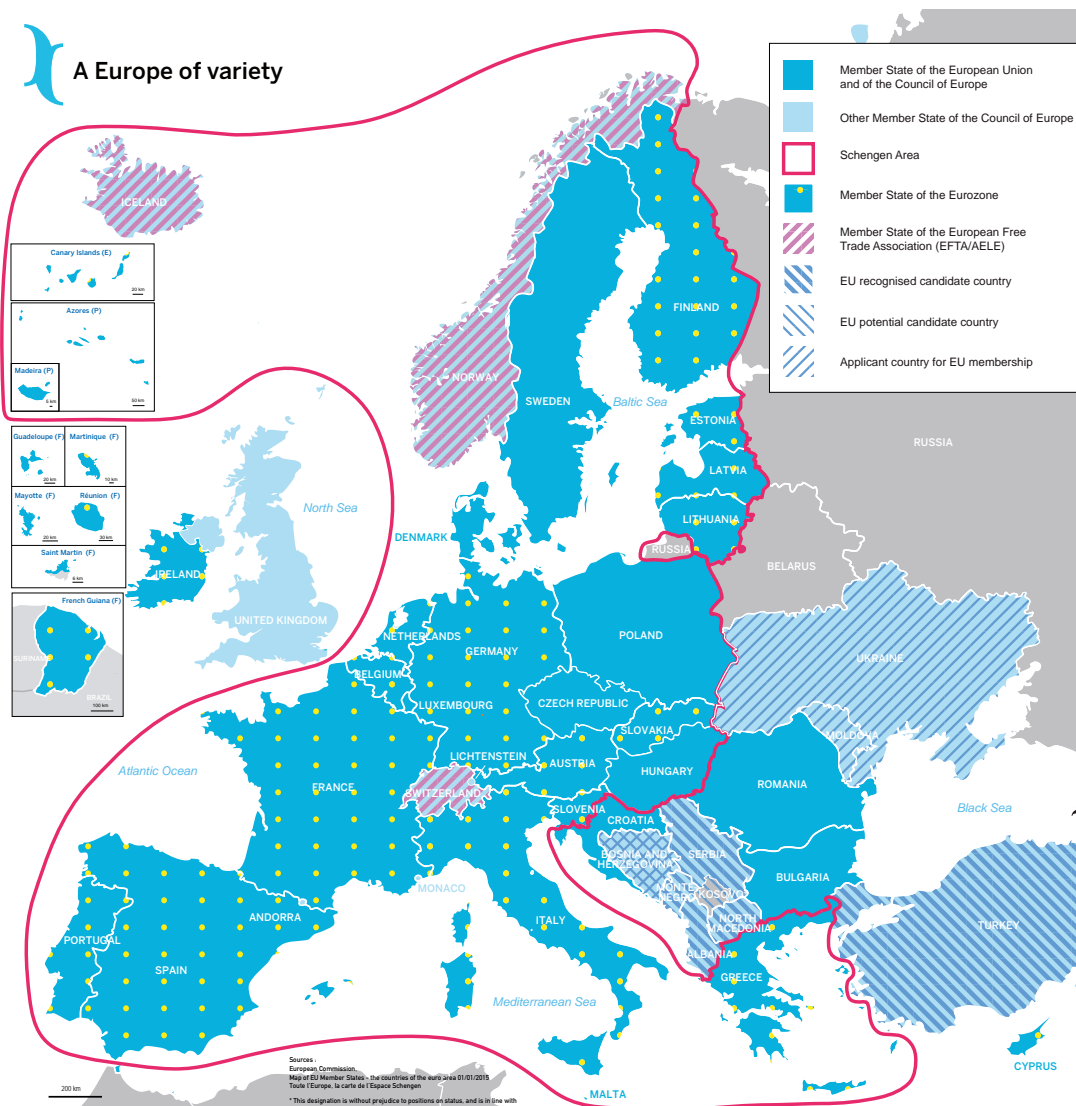 A Europe of variety
Member State of the European Union
and of the Council of Europe
Other Member State of the Council of Europe
Schengen Area
Member State of the Eurozone
Member State of the European Free
Trade Association (EFTA/AELE)
EU recognised candidate country
EU potential candidate country
Applicant country for EU membership
ICELAND
Canary Islands (E)
20 km
Azores (P)
Madeira (P)
5 km
50 km
Guadeloupe (F)
20 km
Martinique (F)
10 km
Mayotte (F)
20 km
Réunion (F)
30 km
Saint Martin (F)
6 km
French Guiana (F)
SURINAME
BRAZIL
100 km
FINLAND
NORWAY
SWEDEN
Baltic Sea
ESTONIA
RUSSIA
LATVIA
North Sea
LITHUANIA
DENMARK
RUSSIA
BELARUS
IRELAND
UNITED KINGDOM
NETHERLANDS
POLAND
GERMANY
UKRAINE
BELGIUM
LUXEMBOURG
CZECH REPUBLIC
SLOVAKIA
MOLDOVA
LICHTENSTEIN
AUSTRIA
Atlantic Ocean
HUNGARY
FRANCE
SWITZERLAND
ROMANIA
SLOVENIA
Black Sea
CROATIA
BOSNIA AND
HERZEGOVINA
SERBIA
BULGARIA
MONACO
MONTE-
NEGRO
KOSOVO
ANDORRA
ITALY
NORTH
MACEDONIA
TURKEY
PORTUGAL
ALBANIA
SPAIN
GREECE
Mediterranean Sea
CYPRUS
MALTA
200 km
Sources :
European Commission,
Map of EU Member States - the countries of the euro area 01/01/2015
Toute l'Europe, la carte de l'Espace Schengen
* This designation is without prejudice to positions on status, and is in line with